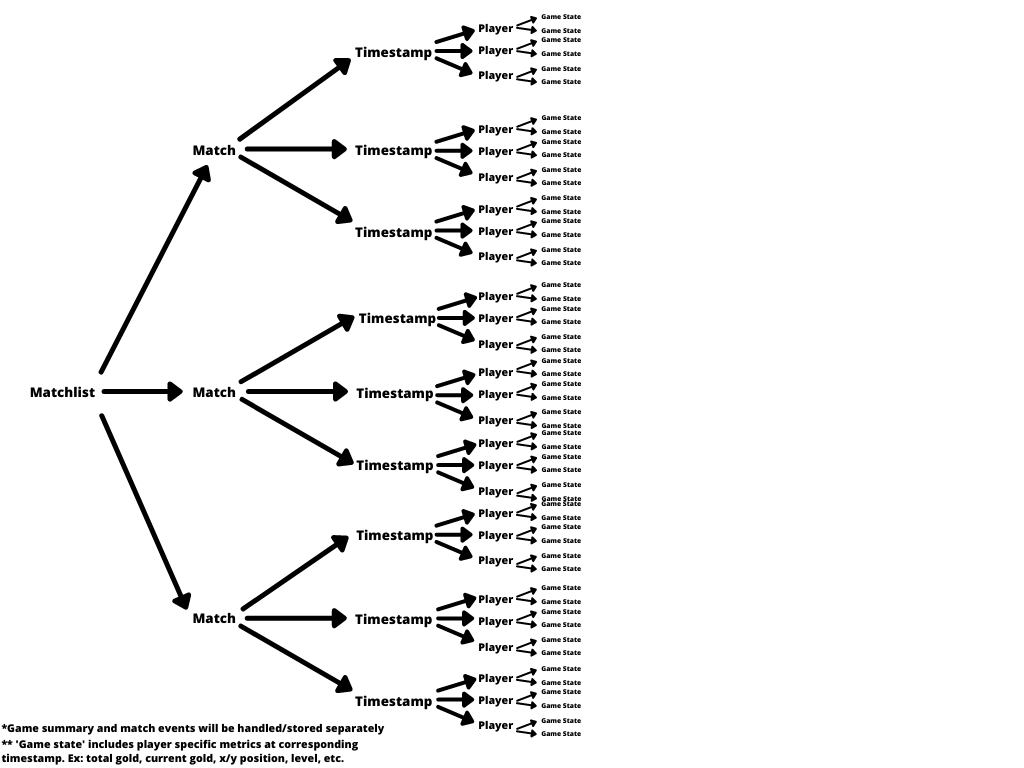 Matchlist
Match
Timestamp
Player
Game State
Game State
Player
Game State
Game State
Player
Game State
Game State
Timestamp
Player
Game State
Game State
Player
Game State
Game State
Player
Game State
Game State
Timestamp
Player
Game State
Game State
Player
Game State
Game State
Player
Game State
Game State
Match
Timestamp
Player
Game State
Game State
Player
Game State
Game State
Player
Game State
Game State
Timestamp
Player
Game State
Game State
Player
Game State
Game State
Player
Game State
Game State
Timestamp
Player
Game State
Game State
Player
Game State
Game State
Player
Game State
Game State
Match
Timestamp
Player
Game State
Game State
Player
Game State
Game State
Player
Game State
Game State
Timestamp
Player
Game State
Game State
Player
Game State
Game State
Player
Game State
Game State
Timestamp
Player
Game State
Game State
Player
Game State
Game State
Player
Game State
Game State
*Game summary and match events will be handled/stored separately
** 'Game state' includes player specific metrics at corresponding
timestamp. Ex: total gold, current gold, x/y position, level, etc.